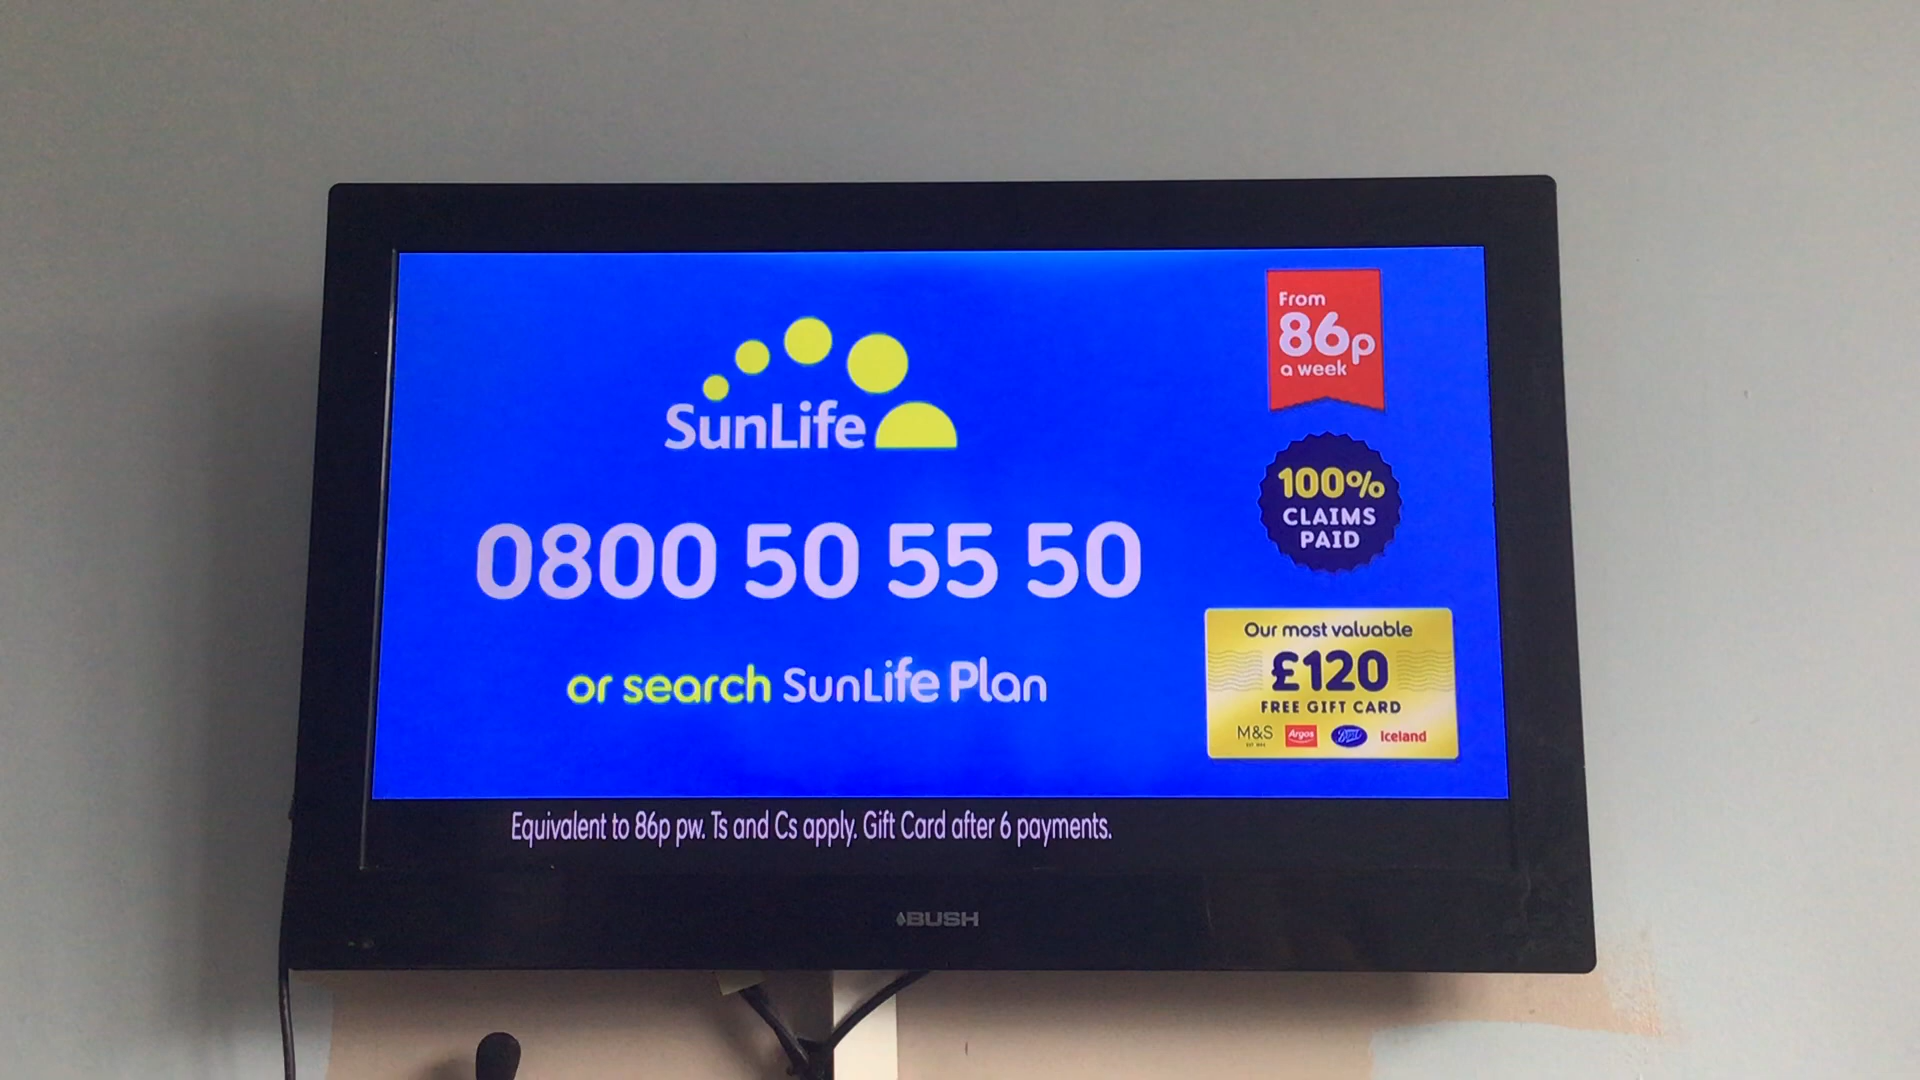 SunLife
0800 50 55 50
or search SunLife Plan
From
86p
a week
100%
CLAIMS
PAID
Our most valuable
£120
FREE GIFT CARD
M&S Argos Boots Iceland
Equivalent to 86p pw. Ts and Cs apply. Gift Card after 6 payments.
BUSH